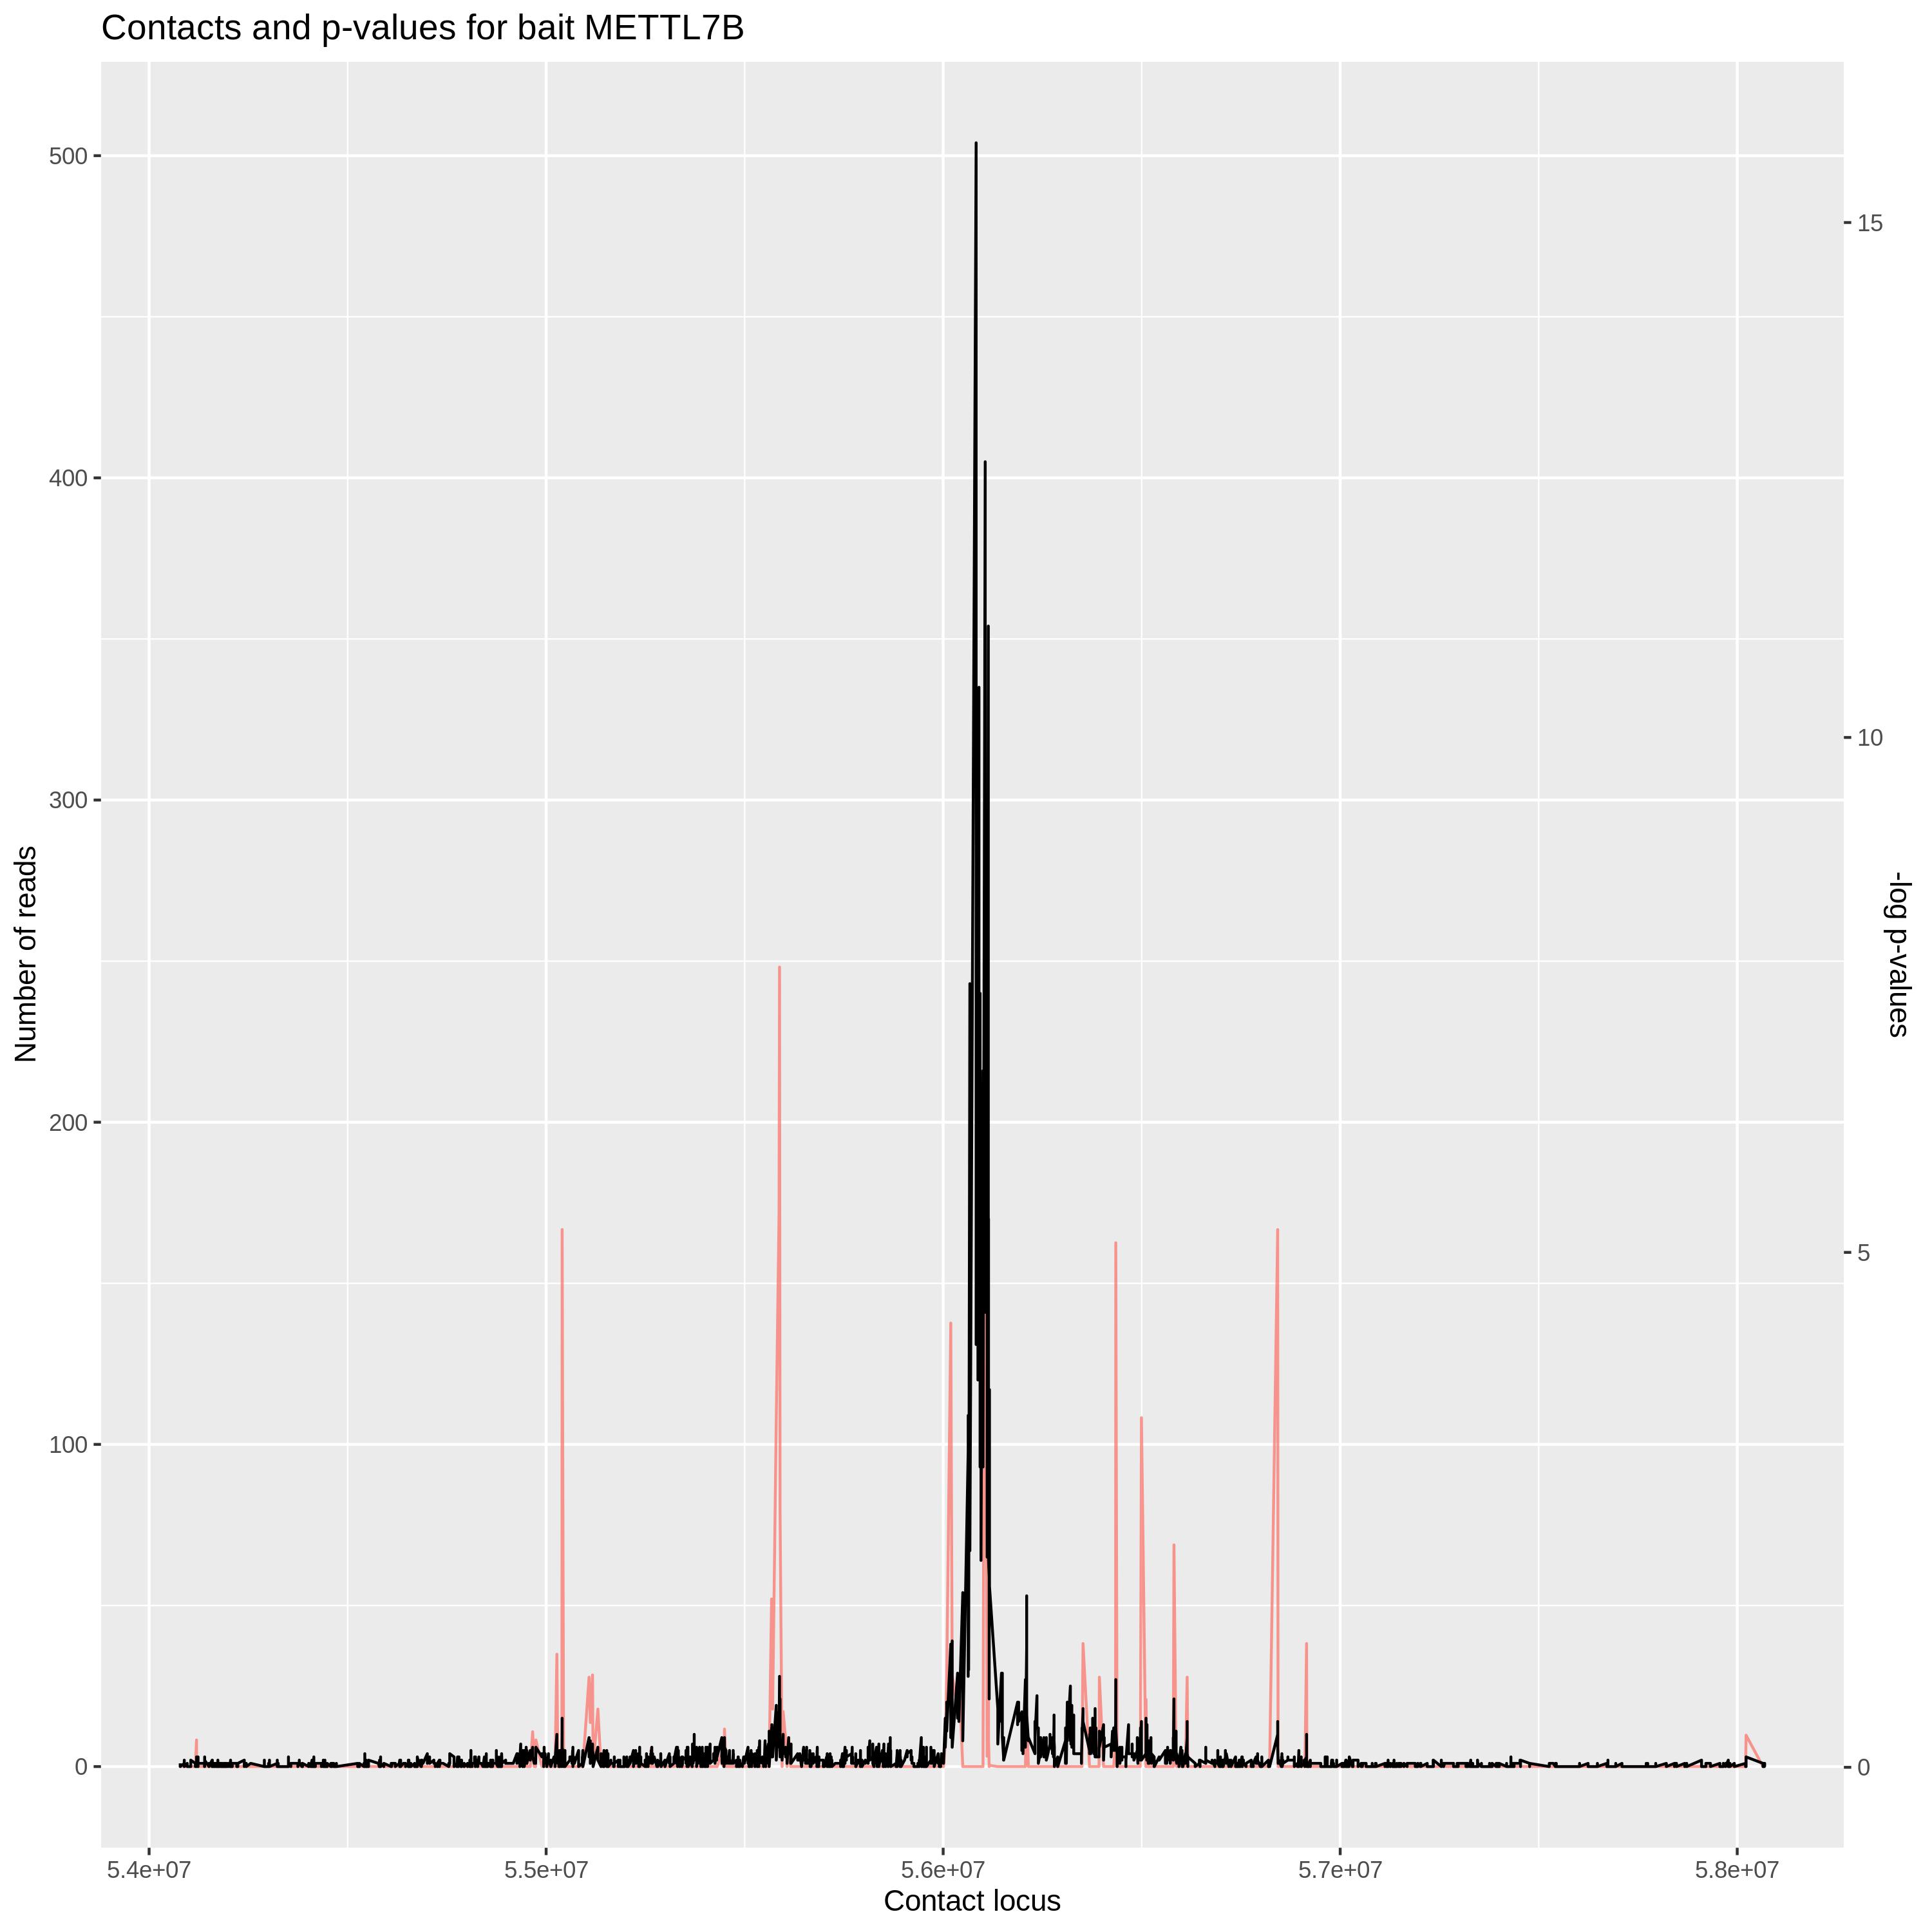 Contacts and p-values for bait METTL7B
500
400
300
200
100
0
Number of reads
15
10
5
0
-log p-values
5.4e+07
5.5e+07
5.6e+07
5.7e+07
5.8e+07
Contact locus